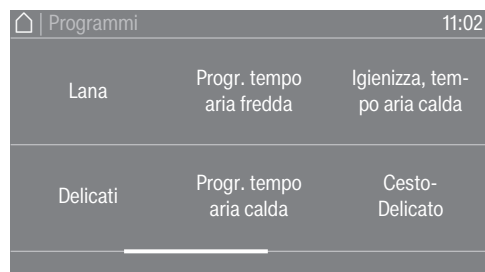 | Programmi 11:02
Lana
Progr. tempo
aria fredda
Igienizza, tem-
po aria calda
Delicati
Progr. tempo
aria calda
Cesto-
Delicato